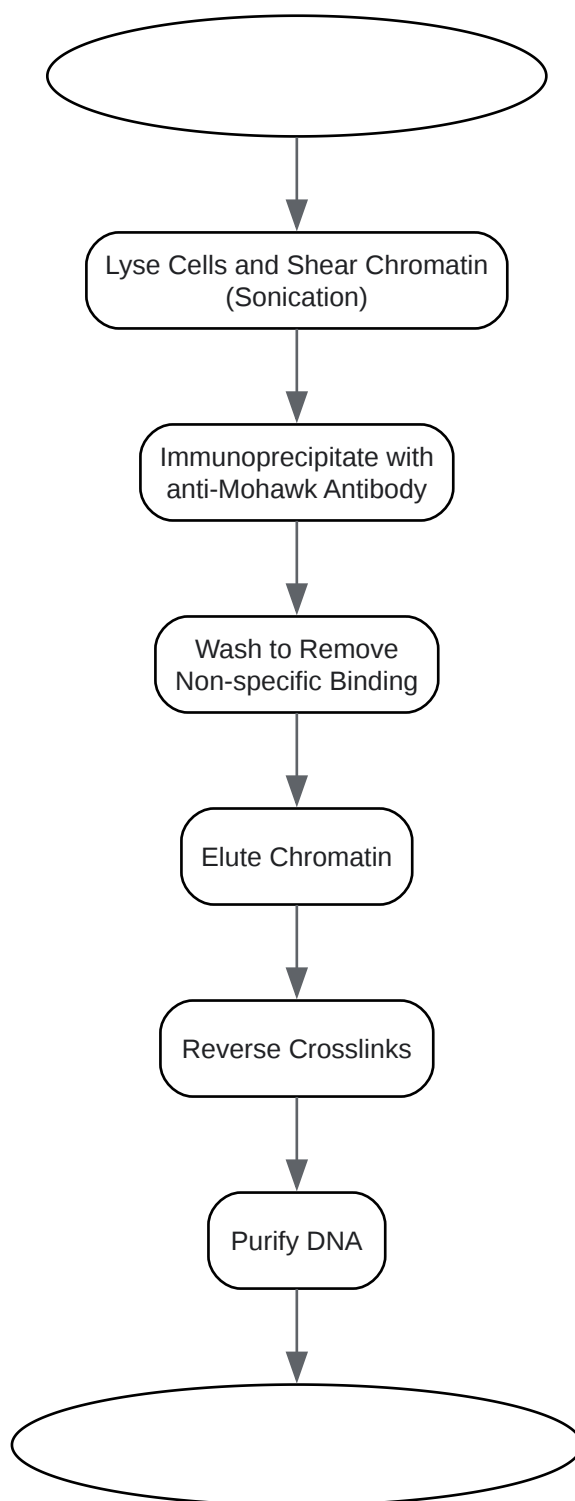 Lyse Cells and Shear Chromatin
(Sonication)
Immunoprecipitate with
anti-Mohawk Antibody
Wash to Remove
Non-specific Binding
Elute Chromatin
Reverse Crosslinks
Purify DNA